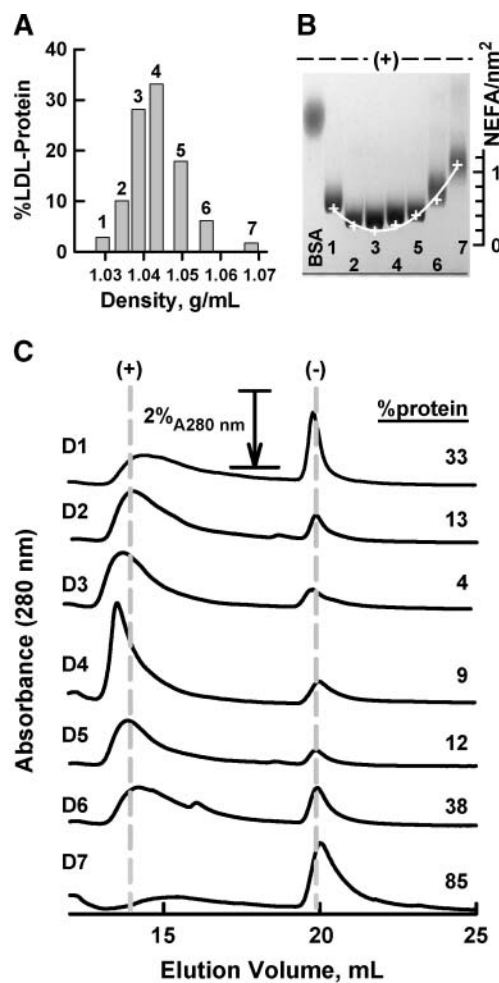 A
%LDL-Protein
40
30
20
10
0
1
2
3
4
5
6
7
1.03 1.04 1.05 1.06 1.07
Density, g/mL
B
(+)
NEFA/nm²
1
0
BSA
1 2 3 4 5 6 7
C
(+)
(-)
2%A280 nm
%protein
D1 33
D2 13
D3 4
D4 9
D5 12
D6 38
D7 85
Absorbance (280 nm)
15 20 25
Elution Volume, mL